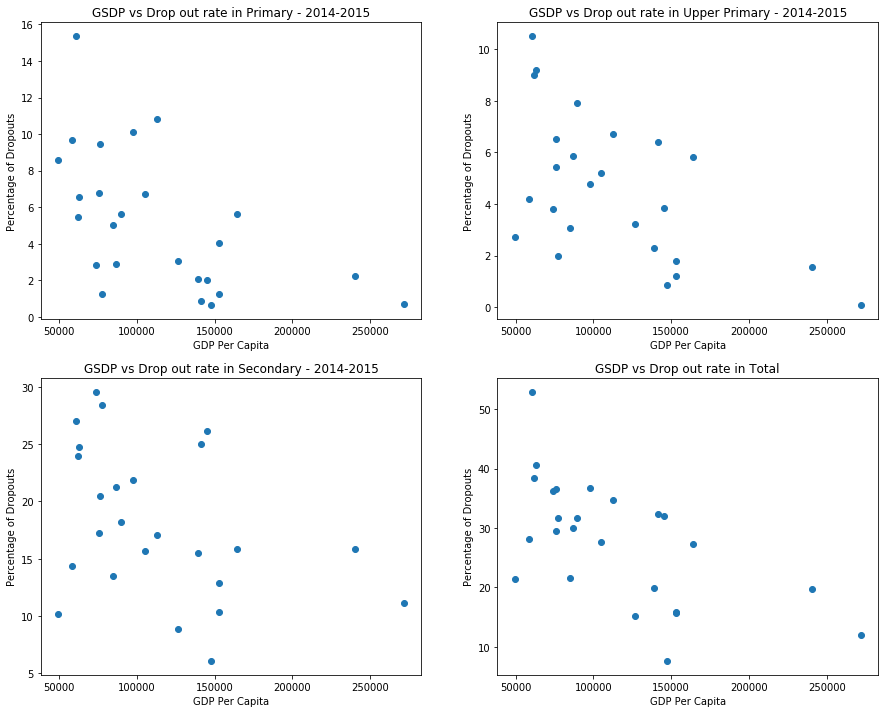 GSDP vs Drop out rate in Primary - 2014-2015
16
14
12
10
8
6
4
2
0
Percentage of Dropouts
50000 100000 150000 200000 250000
GDP Per Capita
GSDP vs Drop out rate in Upper Primary - 2014-2015
10
8
6
4
2
0
Percentage of Dropouts
50000 100000 150000 200000 250000
GDP Per Capita
GSDP vs Drop out rate in Secondary - 2014-2015
30
25
20
15
10
5
Percentage of Dropouts
50000 100000 150000 200000 250000
GDP Per Capita
GSDP vs Drop out rate in Total
50
40
30
20
10
Percentage of Dropouts
50000 100000 150000 200000 250000
GDP Per Capita